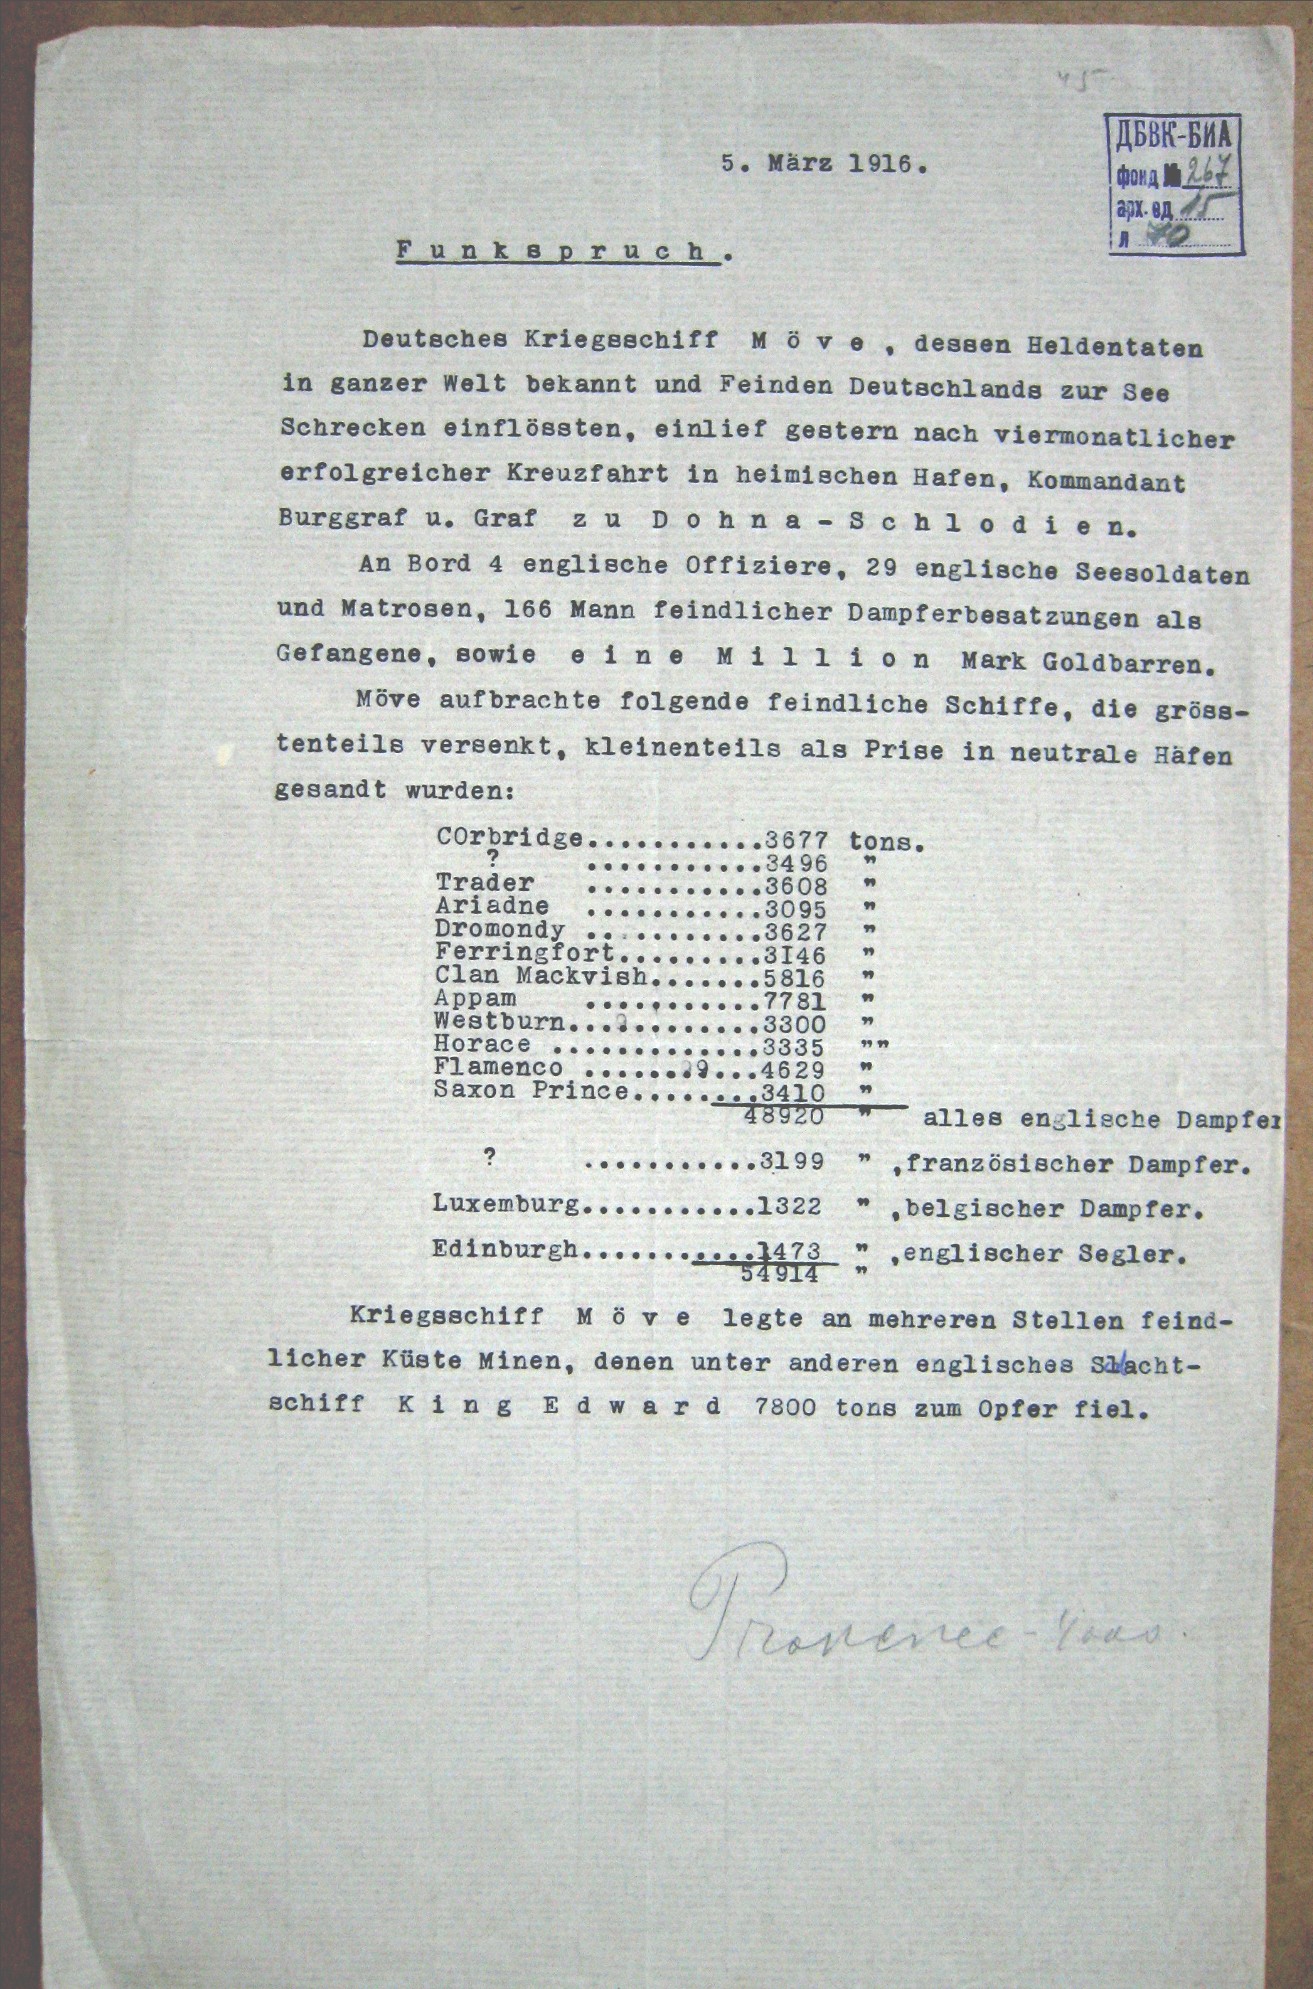 45
ДБВК-БИА
фонд № 267
арх. ед 15
л 70
5. März 1916.
Funkspruch.
Deutsches Kriegsschiff Möve, dessen Heldentaten
in ganzer Welt bekannt und Feinden Deutschlands zur See
Schrecken einflössten, einlief gestern nach viermonatlicher
erfolgreicher Kreuzfahrt in heimischen Hafen, Kommandant
Burggraf u. Graf zu Dohna-Schlodien.
An Bord 4 englische Offiziere, 29 englische Seesoldaten
und Matrosen, 166 Mann feindlicher Dampferbesatzungen als
Gefangene, sowie eine Million Mark Goldbarren.
Möve aufbrachte folgende feindliche Schiffe, die gröss-
tenteils versenkt, kleinenteils als Prise in neutrale Häfen
gesandt wurden:
COrbridge...........3677 tons.
? ...........3496 "
Trader ...........3608 "
Ariadne ...........3095 "
Dromondy ...........3627 "
Ferringfort.........3I46 "
Clan Mackvish.......5816 "
Appam ...........7781 "
Westburn............3300 "
Horace .............3335 ""
Flamenco .......9...4629 "
Saxon Prince........3410 "
48920 " alles englische Dampfer
? ...........3199 " ,französischer Dampfer.
Luxemburg...........1322 " ,belgischer Dampfer.
Edinburgh...........1473 " ,englischer Segler.
54914 "
Kriegsschiff Möve legte an mehreren Stellen feind-
licher Küste Minen, denen unter anderen englisches Slacht-
schiff King Edward 7800 tons zum Opfer fiel.
Provence -